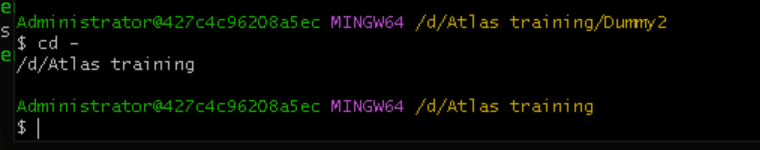 e
Administrator@427c4c96208a5ec MINGW64 /d/Atlas training/Dummy2
s $ cd -
e /d/Atlas training
Administrator@427c4c96208a5ec MINGW64 /d/Atlas training
$